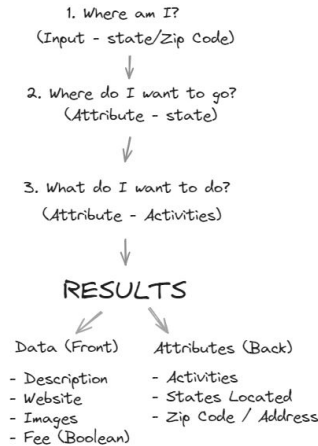 1. Where am I?
(Input - state/Zip Code)
2. Where do I want to go?
(Attribute - state)
3. What do I want to do?
(Attribute - Activities)
RESULTS
Data (Front)
- Description
- Website
- Images
- Fee (Boolean)
Attributes (Back)
- Activities
- States Located
- Zip Code / Address